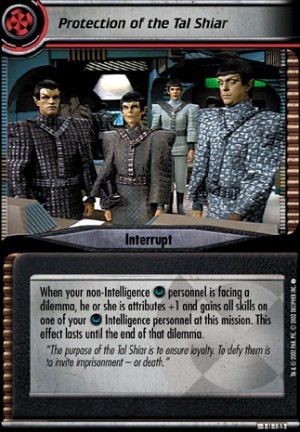 Protection of the Tal Shiar
Interrupt
When your non-Intelligence personnel is facing a
dilemma, he or she is attributes +1 and gains all skills
on one of your Intelligence personnel at this mission. This
effect lasts until the end of that dilemma.
"The purpose of the Tal Shiar is to ensure loyalty. To defy them is
to invite imprisonment – or death."